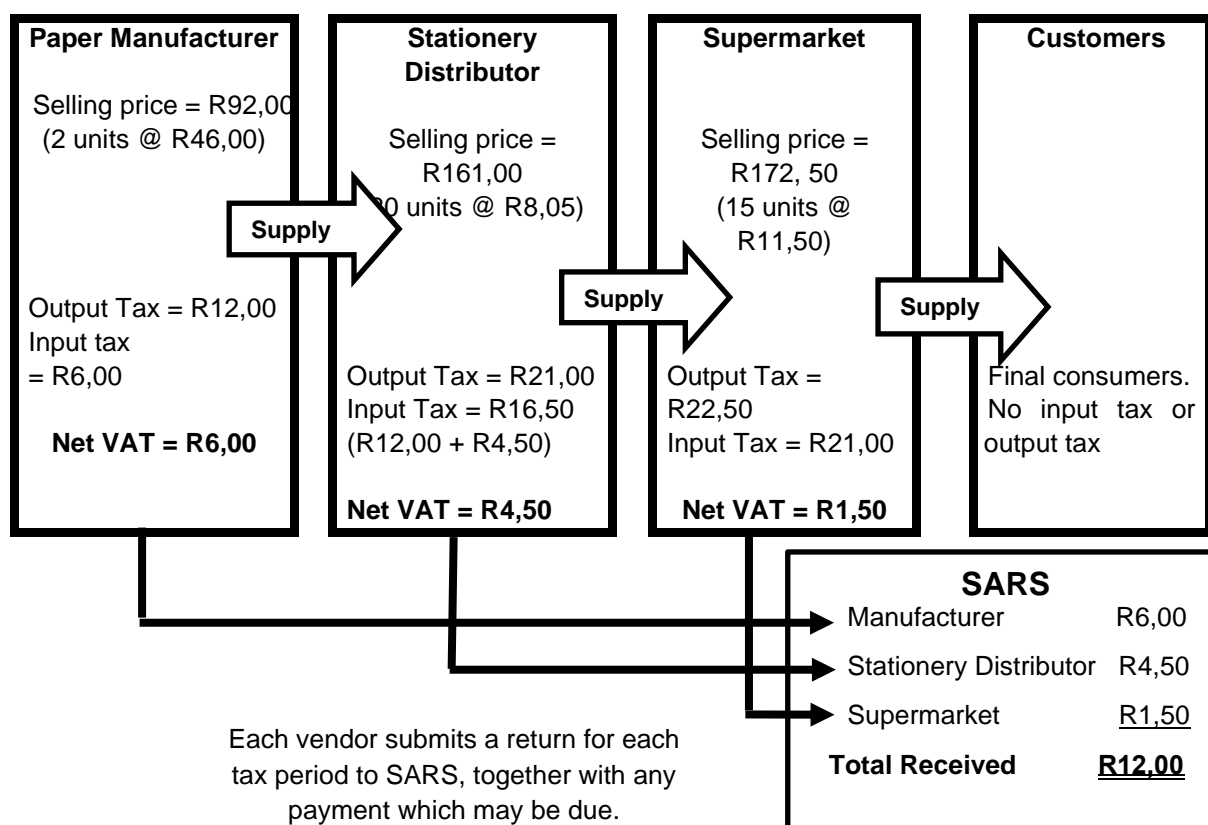 Paper Manufacturer
Selling price = R92,00
(2 units @ R46,00)
Output Tax = R12,00
Input tax
= R6,00
Net VAT = R6,00
Supply
Stationery
Distributor
Selling price =
R161,00
0 units @ R8,05)
Output Tax = R21,00
Input Tax = R16,50
(R12,00 + R4,50)
Net VAT = R4,50
Supply
Supermarket
Selling price =
R172, 50
(15 units @
R11,50)
Output Tax =
R22,50
Input Tax = R21,00
Net VAT = R1,50
Supply
Customers
Final consumers.
No input tax or
output tax
SARS
Manufacturer R6,00
Stationery Distributor R4,50
Supermarket R1,50
Total Received R12,00
Each vendor submits a return for each
tax period to SARS, together with any
payment which may be due.